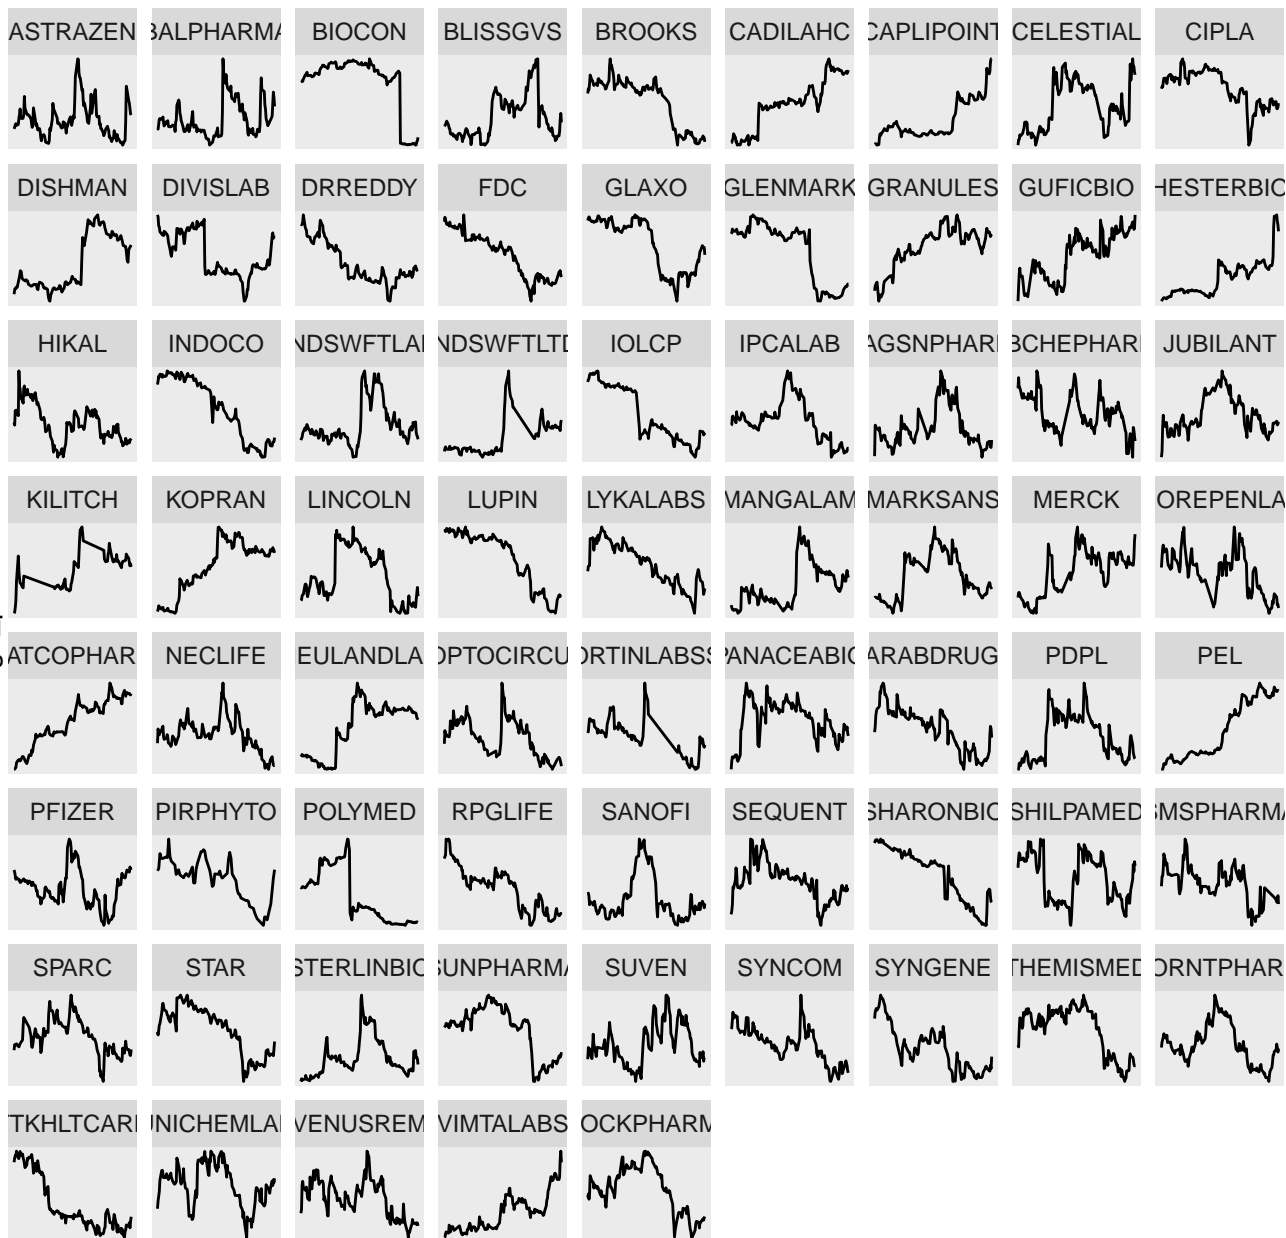 ASTRAZEN BALPHARMA BIOCON BLISSGVS BROOKS CADILAHC CAPLIPOINT CELESTIAL CIPLA
DISHMAN DIVISLAB DRREDDY FDC GLAXO GLENMARK GRANULES GUFICBIO HESTERBIO
HIKAL INDOCO NDSWFTLAB NDSWFTLTD IOLCP IPCALAB AGSNPHAR BCHEPHAR JUBILANT
KILITCH KOPRAN LINCOLN LUPIN LYKALABS MANGALAM MARKSANS MERCK OREPENLA
ATCOPHAR NECLIFE EULANDLA OPTOCIRCU ORTINLABSS PANACEABIO ARABDRUG PDPL PEL
PFIZER PIRPHYTO POLYMED RPGLIFE SANOFI SEQUENT SHARONBIO SHILPAMED SMSPHARMA
SPARC STAR STERLINBIO SUNPHARMA SUVEN SYNCOM SYNGENE THEMISMED ORNTPHAR
TTKHLTCAR UNICHEMLA VENUSREM VIMTALABS OCKPHARM